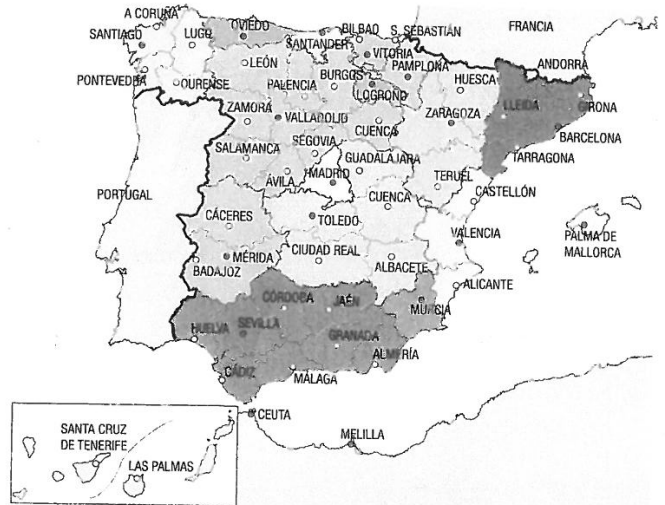 A CORUÑA
OVIEDO
BILBAO
S. SEBASTIÁN
FRANCIA
SANTIAGO
LUGO
SANTANDER
VITORIA
ANDORRA
LEÓN
PAMPLONA
PONTEVEDRA
OURENSE
PALENCIA
BURGOS
LOGROÑO
HUESCA
ZAMORA
VALLADOLID
CUENCA
ZARAGOZA
LLEIDA
GIRONA
SALAMANCA
SEGOVIA
GUADALAJARA
BARCELONA
TARRAGONA
ÁVILA
MADRID
TERUEL
CASTELLÓN
PORTUGAL
CÁCERES
TOLEDO
CUENCA
VALENCIA
PALMA DE
MALLORCA
BADAJOZ
MÉRIDA
CIUDAD REAL
ALBACETE
ALICANTE
CÓRDOBA
JAÉN
MURCIA
HUELVA
SEVILLA
GRANADA
ALMERÍA
CÁDIZ
MÁLAGA
CEUTA
MELILLA
SANTA CRUZ
DE TENERIFE
LAS PALMAS